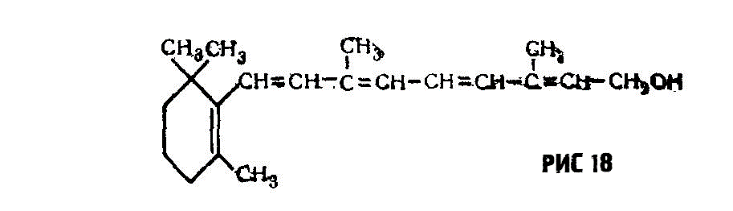 CH₃ CH₃ CH₃ CH₃
CH=CH-C=CH-CH=CH-C=CH-CH₂OH
CH₃
РИС 18